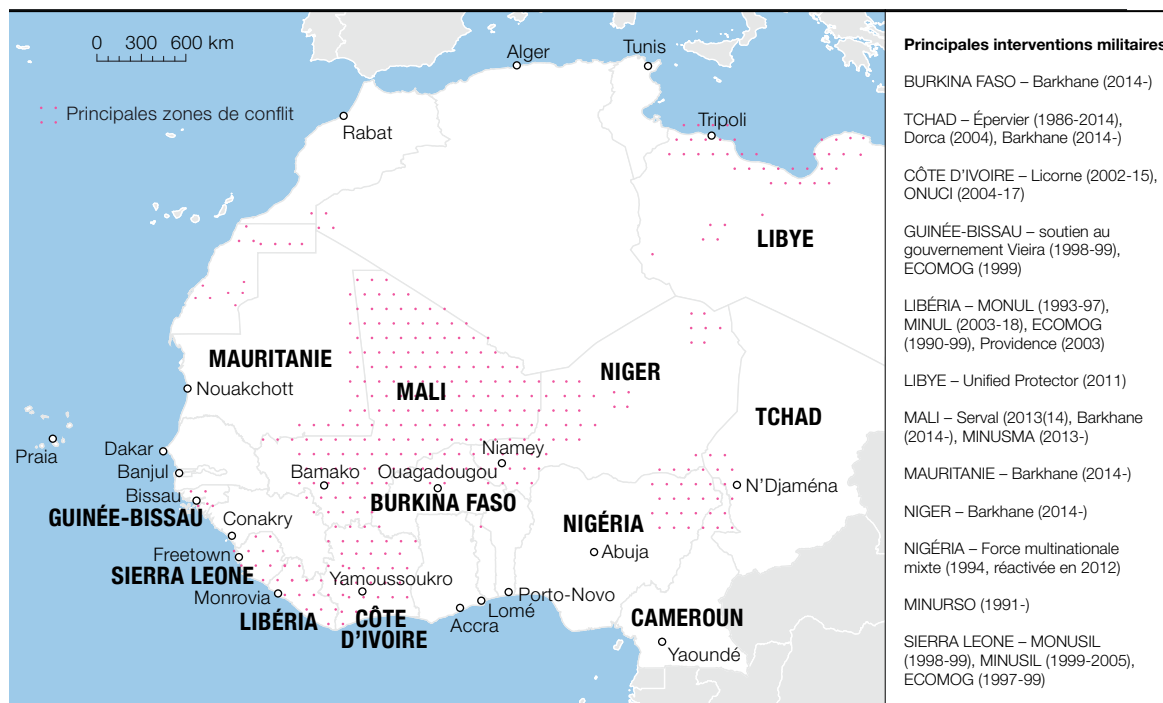 0 300 600 km
Principales zones de conflit
Alger
Tunis
Rabat
Tripoli
LIBYE
MAURITANIE
Nouakchott
MALI
NIGER
TCHAD
Praia
Dakar
Banjul
Bissau
GUINÉE-BISSAU
Bamako
Ouagadougou
Niamey
BURKINA FASO
N'Djaména
NIGÉRIA
Abuja
Conakry
Freetown
SIERRA LEONE
Monrovia
LIBÉRIA
Yamoussoukro
CÔTE
D'IVOIRE
Accra
Lomé
Porto-Novo
CAMEROUN
Yaoundé
Principales interventions militaires
BURKINA FASO – Barkhane (2014-)
TCHAD – Épervier (1986-2014),
Dorca (2004), Barkhane (2014-)
CÔTE D'IVOIRE – Licorne (2002-15),
ONUCI (2004-17)
GUINÉE-BISSAU – soutien au
gouvernement Vieira (1998-99),
ECOMOG (1999)
LIBÉRIA – MONUL (1993-97),
MINUL (2003-18), ECOMOG
(1990-99), Providence (2003)
LIBYE – Unified Protector (2011)
MALI – Serval (2013(14), Barkhane
(2014-), MINUSMA (2013-)
MAURITANIE – Barkhane (2014-)
NIGER – Barkhane (2014-)
NIGÉRIA – Force multinationale
mixte (1994, réactivée en 2012)
MINURSO (1991-)
SIERRA LEONE – MONUSIL
(1998-99), MINUSIL (1999-2005),
ECOMOG (1997-99)